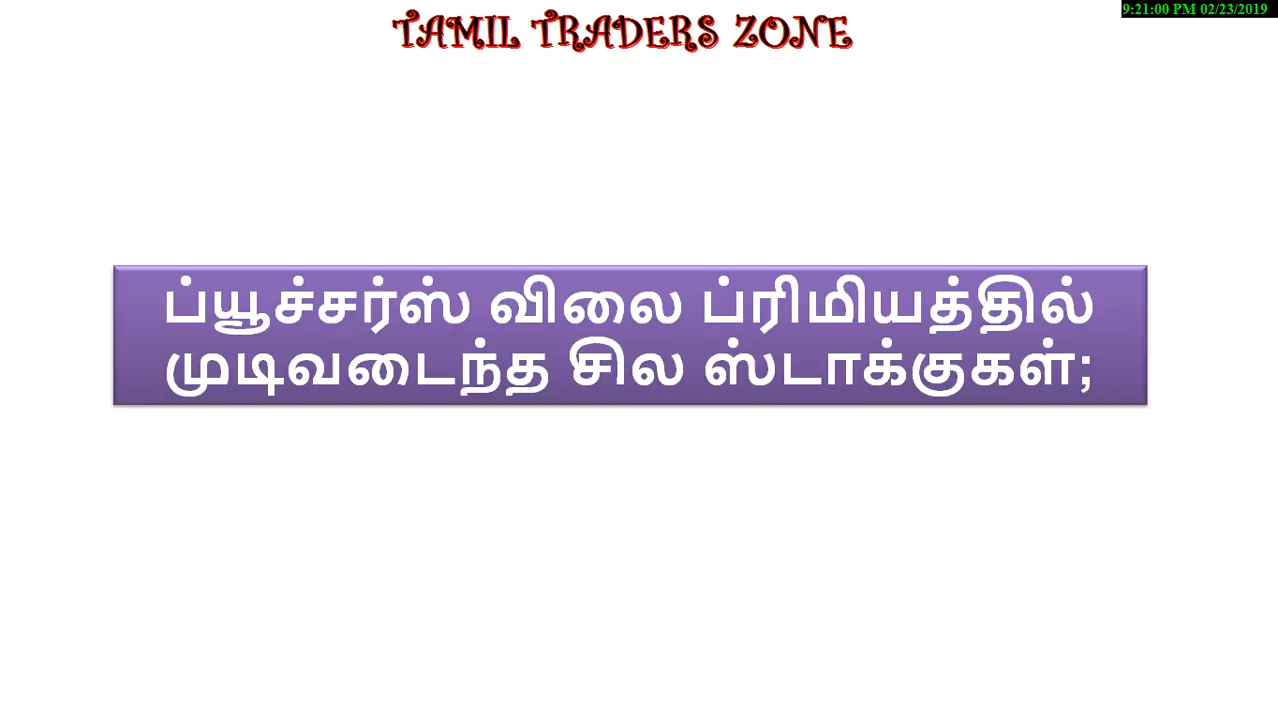 9:21:00 PM 02/23/2019
TAMIL TRADERS ZONE
ப்யூச்சர்ஸ் விலை ப்ரிமியத்தில்
முடிவடைந்த சில ஸ்டாக்குகள்;